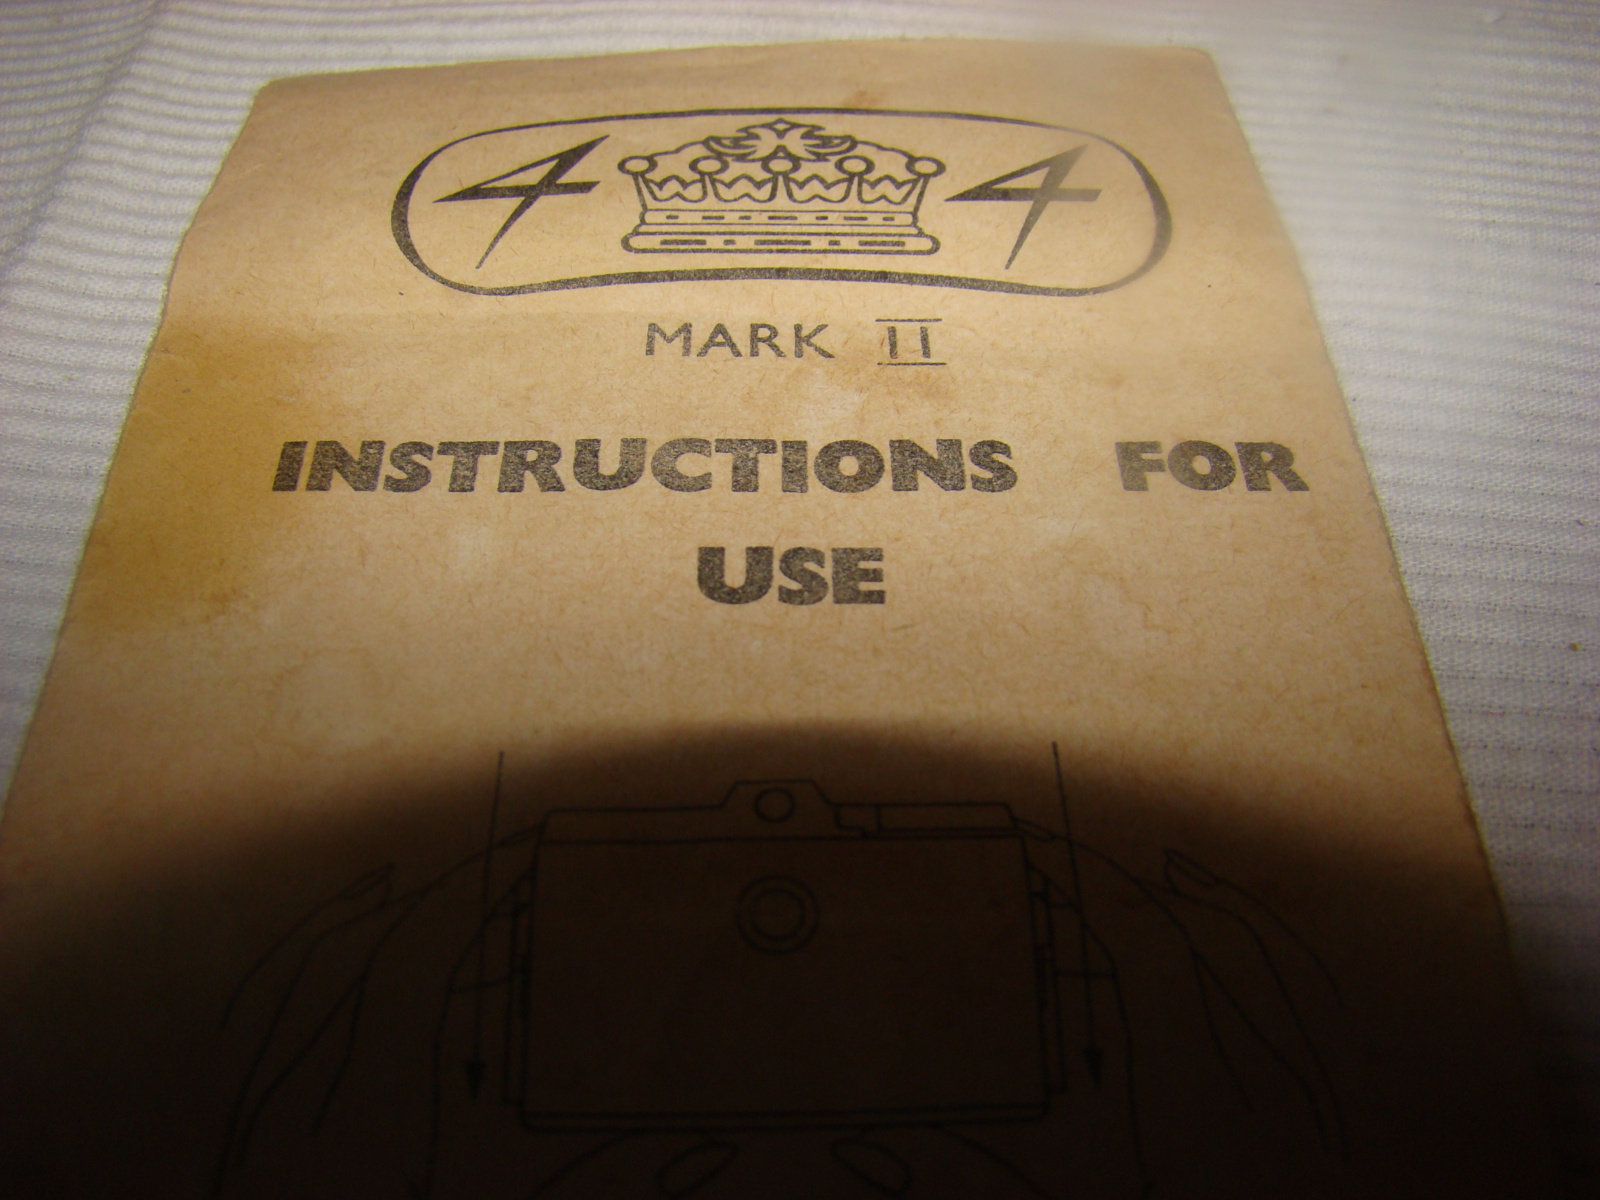 4 4
MARK II
INSTRUCTIONS FOR
USE